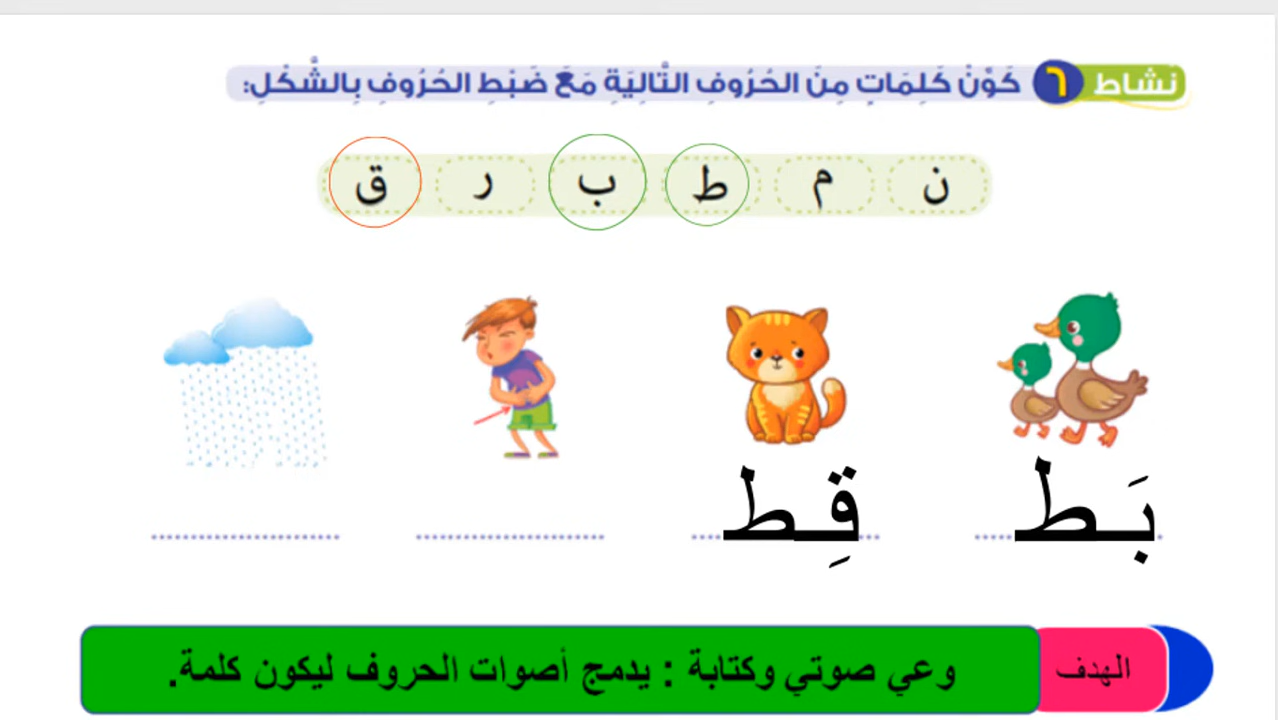 نَشاط ٦ كَوِّنْ كَلِمَاتٍ مِنَ الحُرُوفِ التَّالِيَةِ مَعَ ضَبْطِ الحُرُوفِ بِالشَّكْلِ:
ن م ط ب ر ق
بَـط قِـط
الهدف وعي صوتي وكتابة : يدمج أصوات الحروف ليكون كلمة.